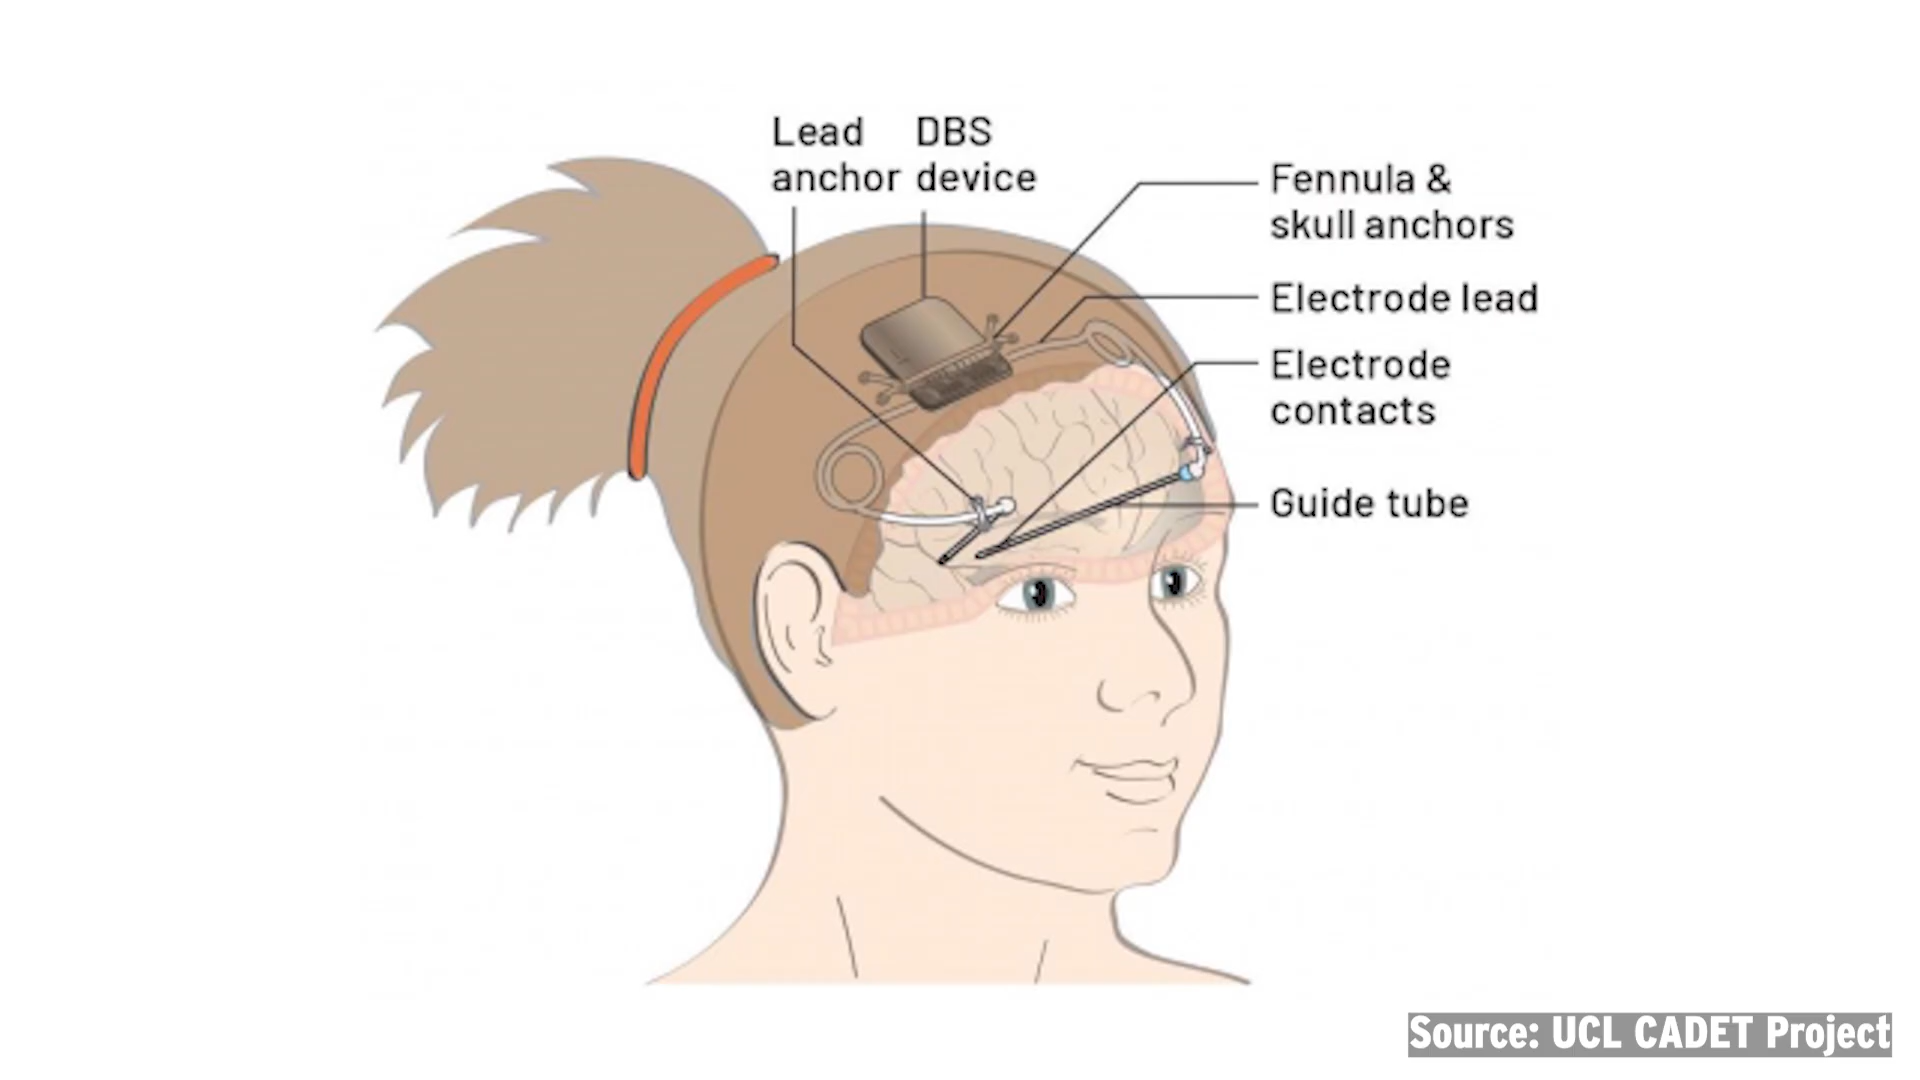 Lead
anchor
DBS
device
Fennula &
skull anchors
Electrode lead
Electrode
contacts
Guide tube
Source: UCL CADET Project